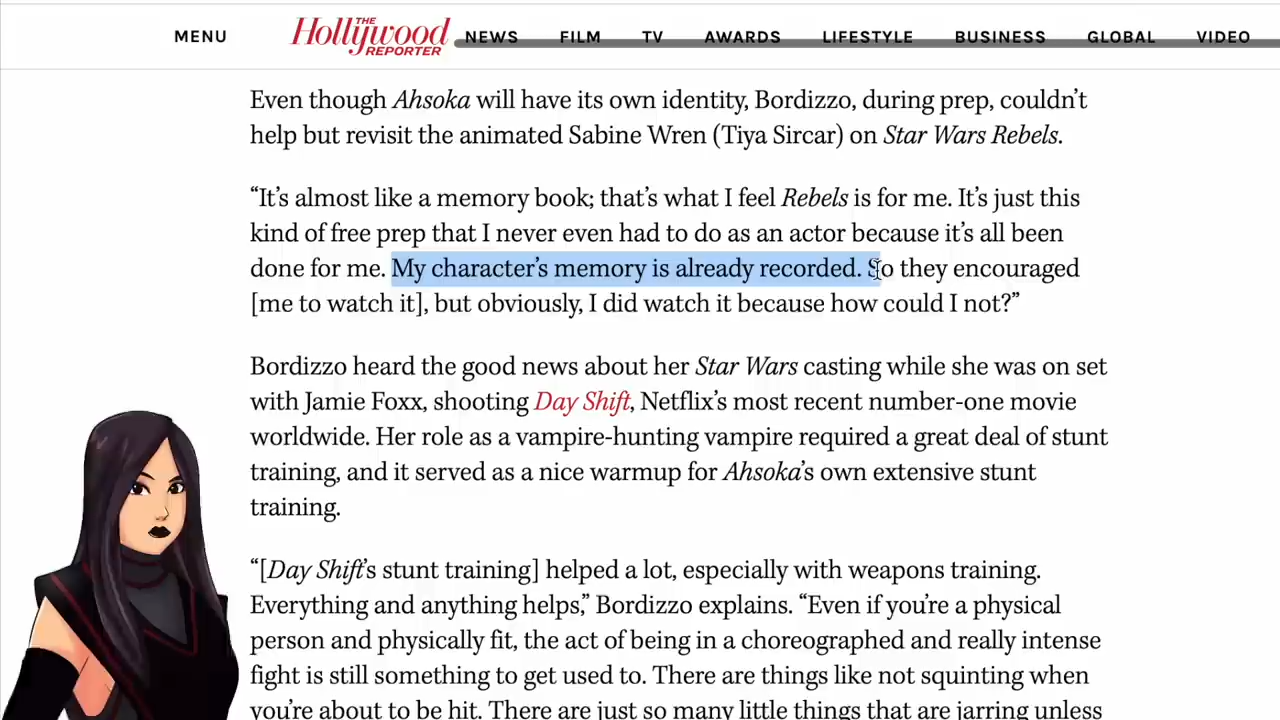 MENU
THE
Hollywood
REPORTER
NEWS FILM TV AWARDS LIFESTYLE BUSINESS GLOBAL VIDEO
Even though Ahsoka will have its own identity, Bordizzo, during prep, couldn’t
help but revisit the animated Sabine Wren (Tiya Sircar) on Star Wars Rebels.
“It’s almost like a memory book; that’s what I feel Rebels is for me. It’s just this
kind of free prep that I never even had to do as an actor because it’s all been
done for me. My character’s memory is already recorded. So they encouraged
[me to watch it], but obviously, I did watch it because how could I not?”
Bordizzo heard the good news about her Star Wars casting while she was on set
with Jamie Foxx, shooting Day Shift, Netflix’s most recent number-one movie
worldwide. Her role as a vampire-hunting vampire required a great deal of stunt
training, and it served as a nice warmup for Ahsoka’s own extensive stunt
training.
“[Day Shift’s stunt training] helped a lot, especially with weapons training.
Everything and anything helps,” Bordizzo explains. “Even if you’re a physical
person and physically fit, the act of being in a choreographed and really intense
fight is still something to get used to. There are things like not squinting when
you’re about to be hit. There are just so many little things that are jarring unless